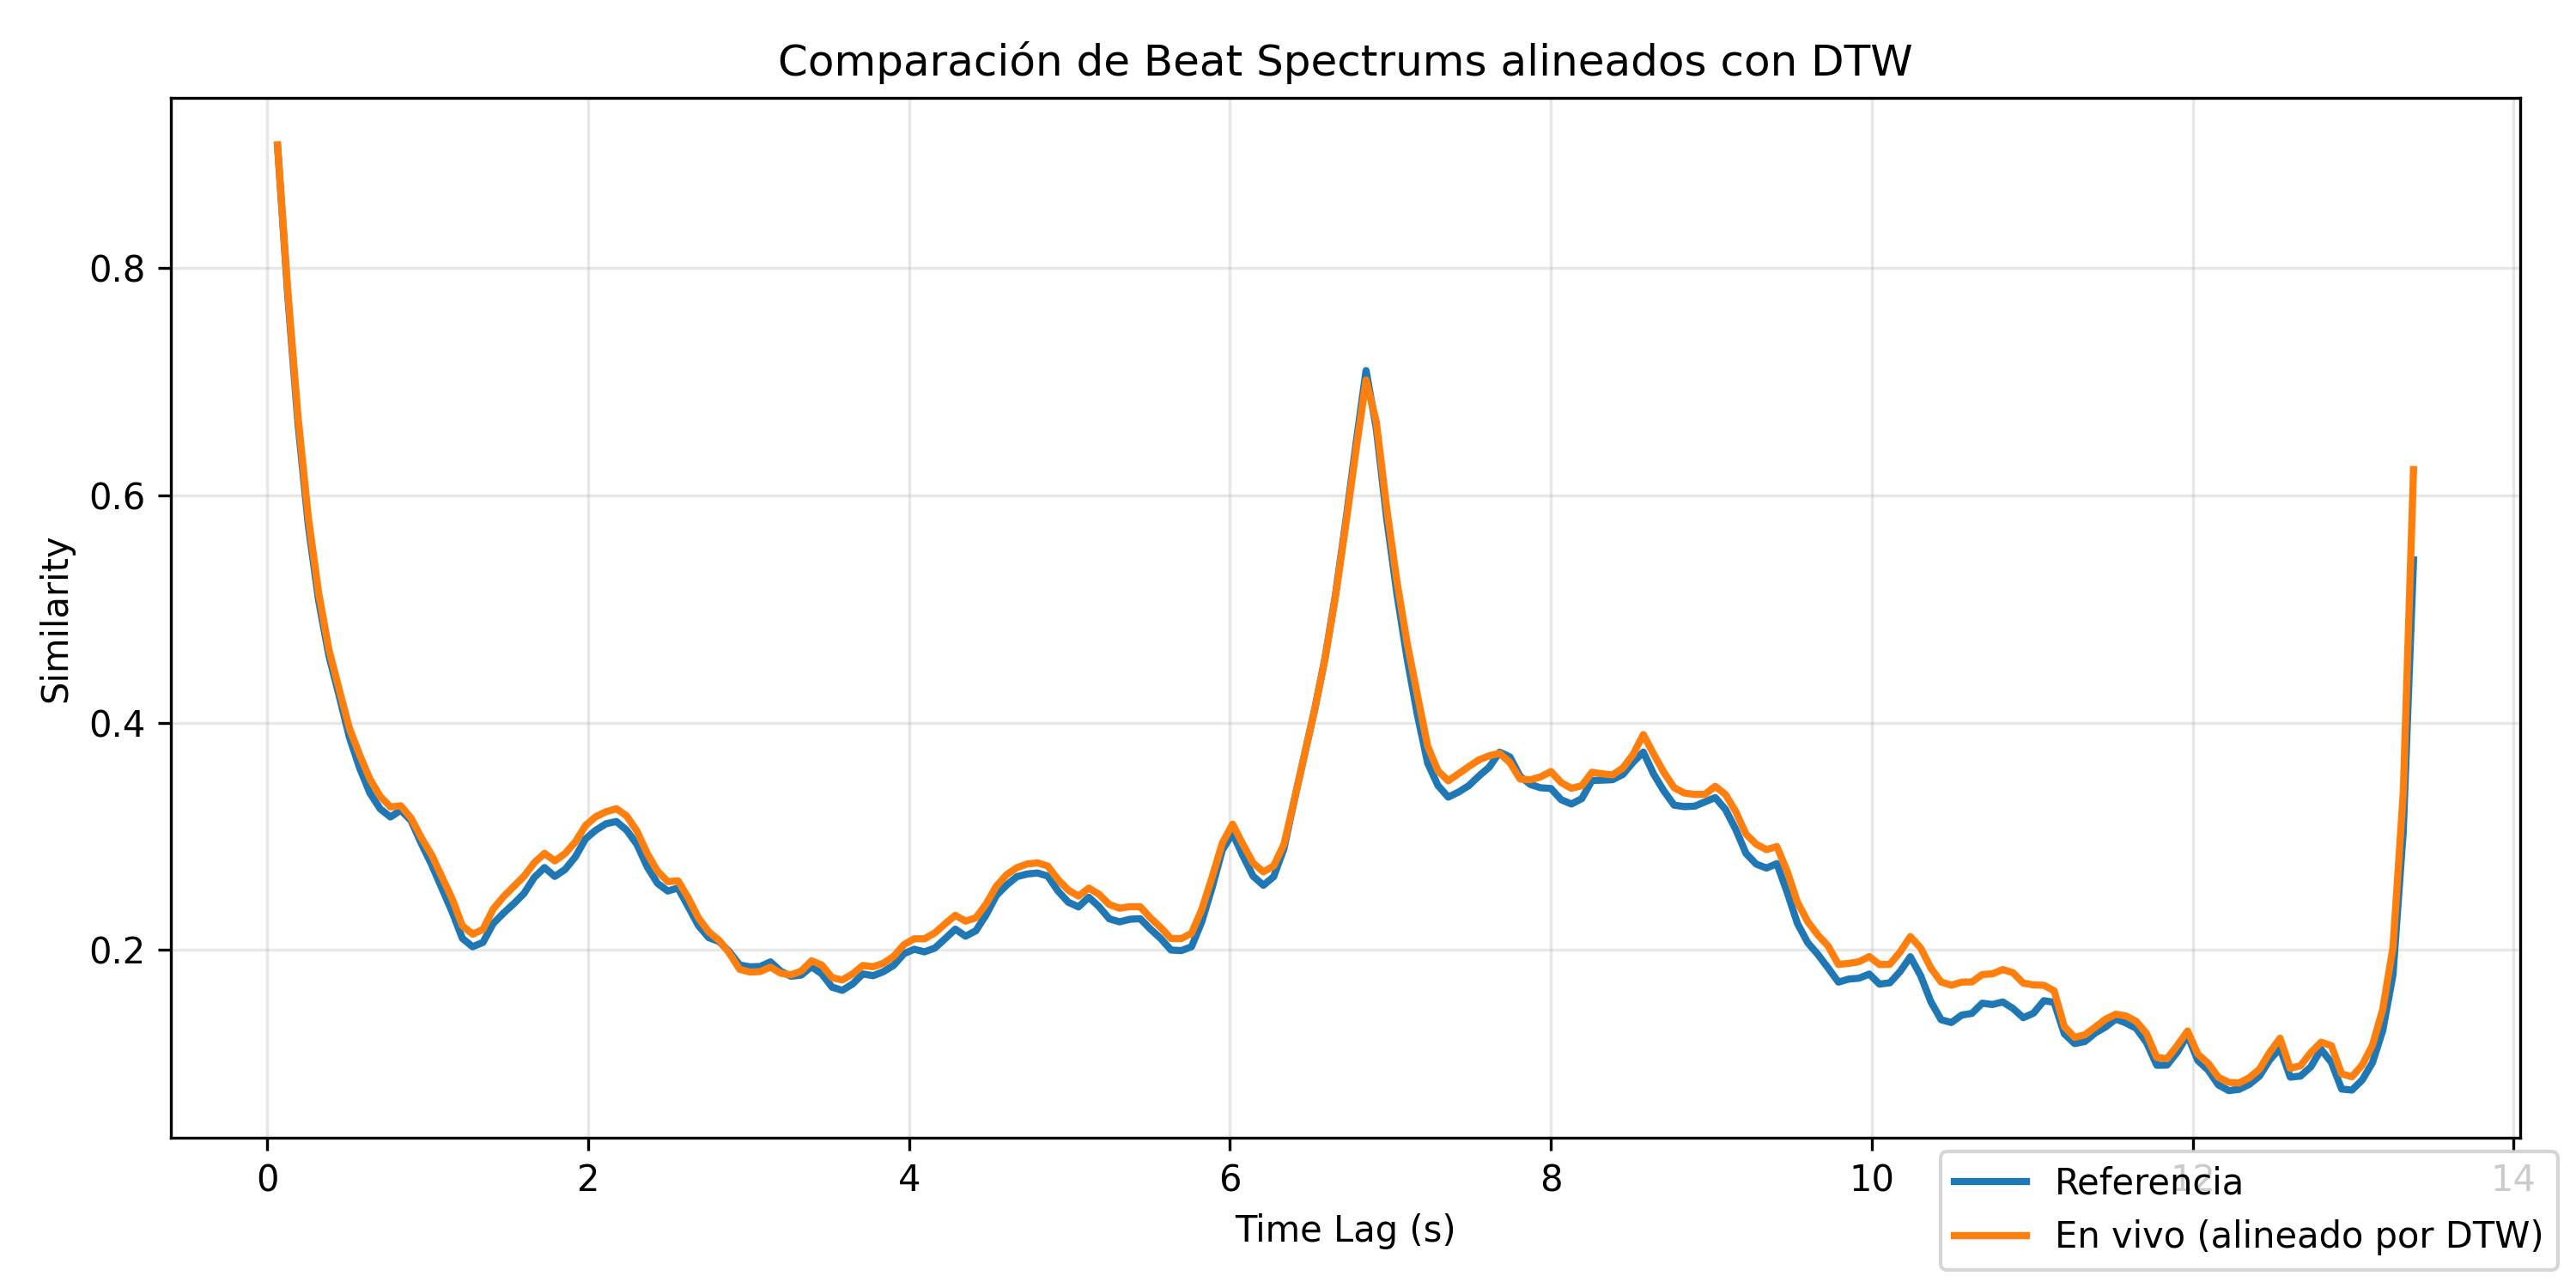 Comparación de Beat Spectrums alineados con DTW
Similarity
0.8
0.6
0.4
0.2
0 2 4 6 8 10 12 14
Time Lag (s)
Referencia
En vivo (alineado por DTW)